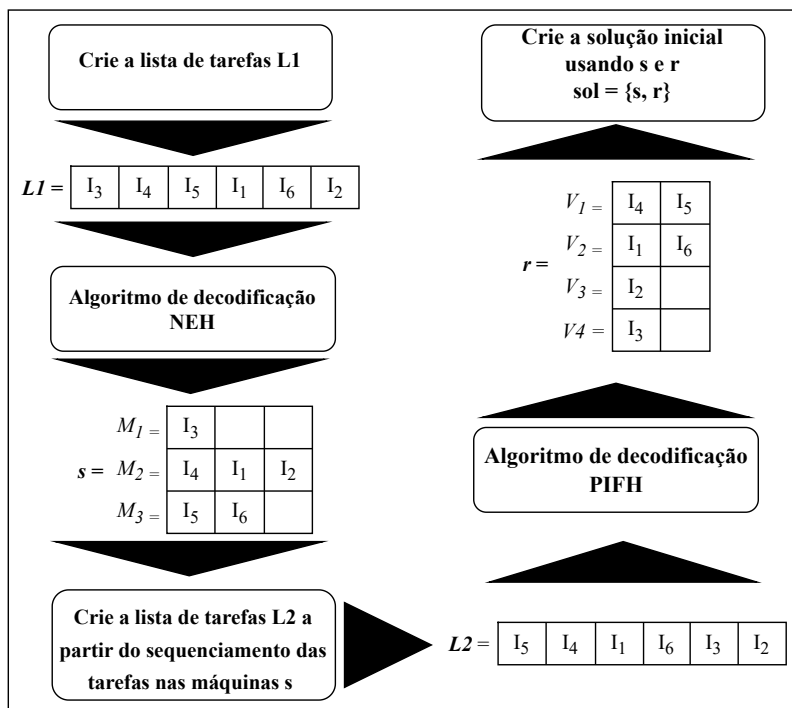 Crie a lista de tarefas L1
L1 = I3 I4 I5 I1 I6 I2
Algoritmo de decodificação
NEH
M1 = I3
s = M2 = I4 I1 I2
M3 = I5 I6
Crie a lista de tarefas L2 a
partir do sequenciamento das
tarefas nas máquinas s
L2 = I5 I4 I1 I6 I3 I2
Algoritmo de decodificação
PIFH
V1 = I4 I5
V2 = I1 I6
r =
V3 = I2
V4 = I3
Crie a solução inicial
usando s e r
sol = {s, r}